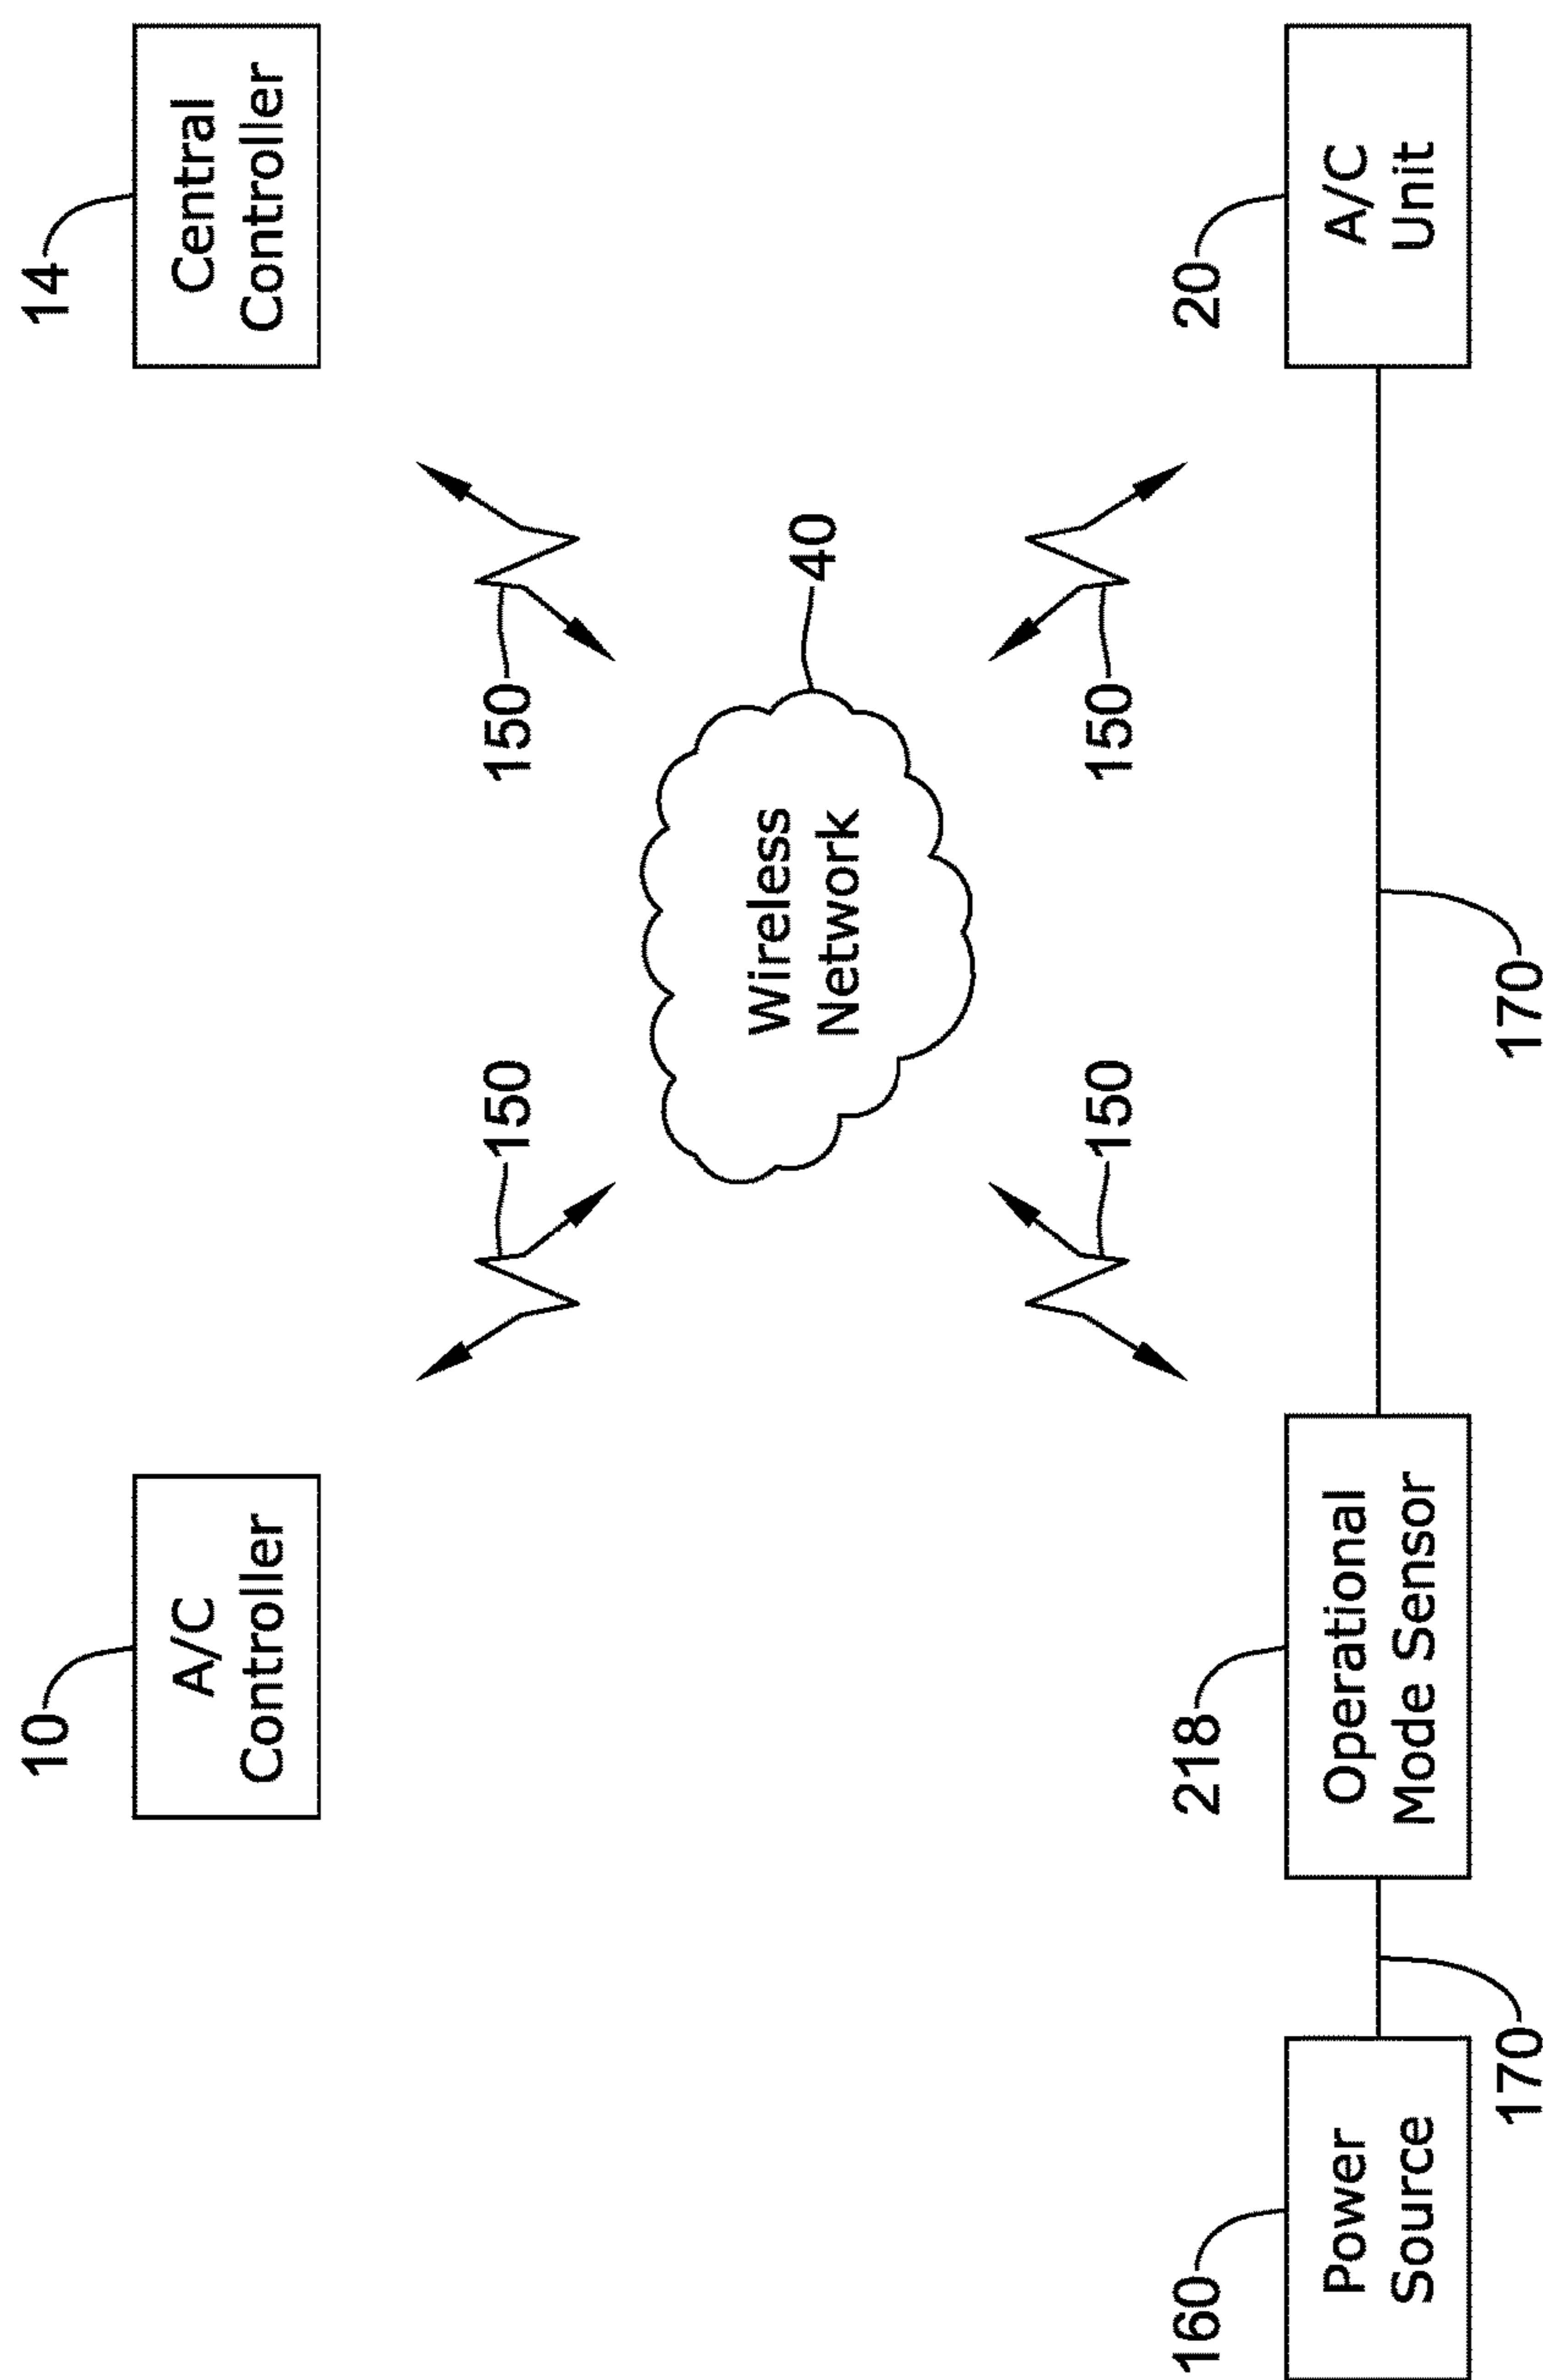 10
A/C
Controller
14
Central
Controller
150
150
40
Wireless
Network
150
150
160
Power
Source
170
218
Operational
Mode Sensor
170
20
A/C
Unit